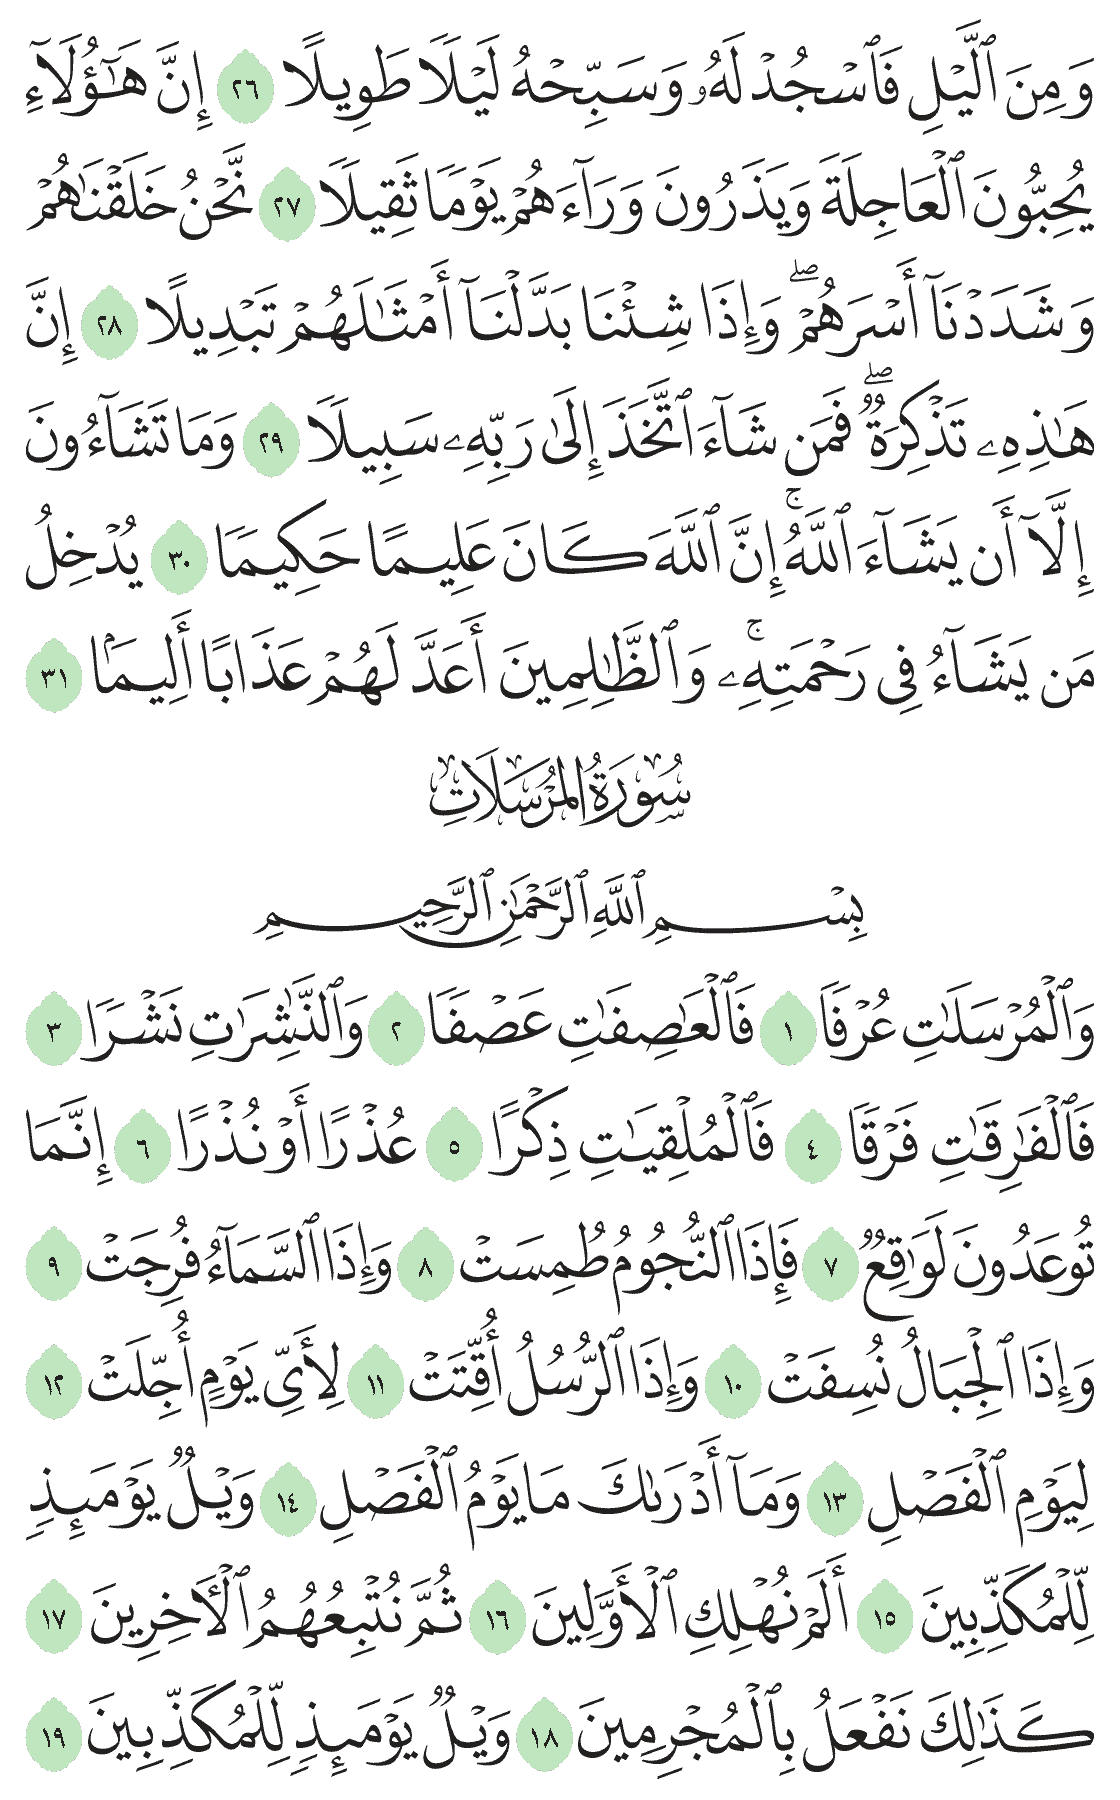 وَمِنَ ٱلَّيْلِ فَٱسْجُدْ لَهُۥ وَسَبِّحْهُ لَيْلًا طَوِيلًا ٢٦ إِنَّ هَـٰٓؤُلَآءِ
يُحِبُّونَ ٱلْعَاجِلَةَ وَيَذَرُونَ وَرَآءَهُمْ يَوْمًا ثَقِيلًا ٢٧ نَّحْنُ خَلَقْنَـٰهُمْ
وَشَدَدْنَآ أَسْرَهُمْ ۖ وَإِذَا شِئْنَا بَدَّلْنَآ أَمْثَـٰلَهُمْ تَبْدِيلًا ٢٨ إِنَّ
هَـٰذِهِۦ تَذْكِرَةٌ ۖ فَمَن شَآءَ ٱتَّخَذَ إِلَىٰ رَبِّهِۦ سَبِيلًا ٢٩ وَمَا تَشَآءُونَ
إِلَّآ أَن يَشَآءَ ٱللَّهُ ۚ إِنَّ ٱللَّهَ كَانَ عَلِيمًا حَكِيمًا ٣٠ يُدْخِلُ
مَن يَشَآءُ فِى رَحْمَتِهِۦ ۚ وَٱلظَّـٰلِمِينَ أَعَدَّ لَهُمْ عَذَابًا أَلِيمًۢا ٣١
سُورَةُ الْمُرْسَلَاتِ
بِسْمِ ٱللَّهِ ٱلرَّحْمَـٰنِ ٱلرَّحِيمِ
وَٱلْمُرْسَلَـٰتِ عُرْفًا ١ فَٱلْعَـٰصِفَـٰتِ عَصْفًا ٢ وَٱلنَّـٰشِرَٰتِ نَشْرًا ٣
فَٱلْفَـٰرِقَـٰتِ فَرْقًا ٤ فَٱلْمُلْقِيَـٰتِ ذِكْرًا ٥ عُذْرًا أَوْ نُذْرًا ٦ إِنَّمَا
تُوعَدُونَ لَوَٰقِعٌ ٧ فَإِذَا ٱلنُّجُومُ طُمِسَتْ ٨ وَإِذَا ٱلسَّمَآءُ فُرِجَتْ ٩
وَإِذَا ٱلْجِبَالُ نُسِفَتْ ١٠ وَإِذَا ٱلرُّسُلُ أُقِّتَتْ ١١ لِأَىِّ يَوْمٍ أُجِّلَتْ ١٢
لِيَوْمِ ٱلْفَصْلِ ١٣ وَمَآ أَدْرَىٰكَ مَا يَوْمُ ٱلْفَصْلِ ١٤ وَيْلٌ يَوْمَئِذٍ
لِّلْمُكَذِّبِينَ ١٥ أَلَمْ نُهْلِكِ ٱلْأَوَّلِينَ ١٦ ثُمَّ نُتْبِعُهُمُ ٱلْـَٔاخِرِينَ ١٧
كَذَٰلِكَ نَفْعَلُ بِٱلْمُجْرِمِينَ ١٨ وَيْلٌ يَوْمَئِذٍ لِّلْمُكَذِّبِينَ ١٩